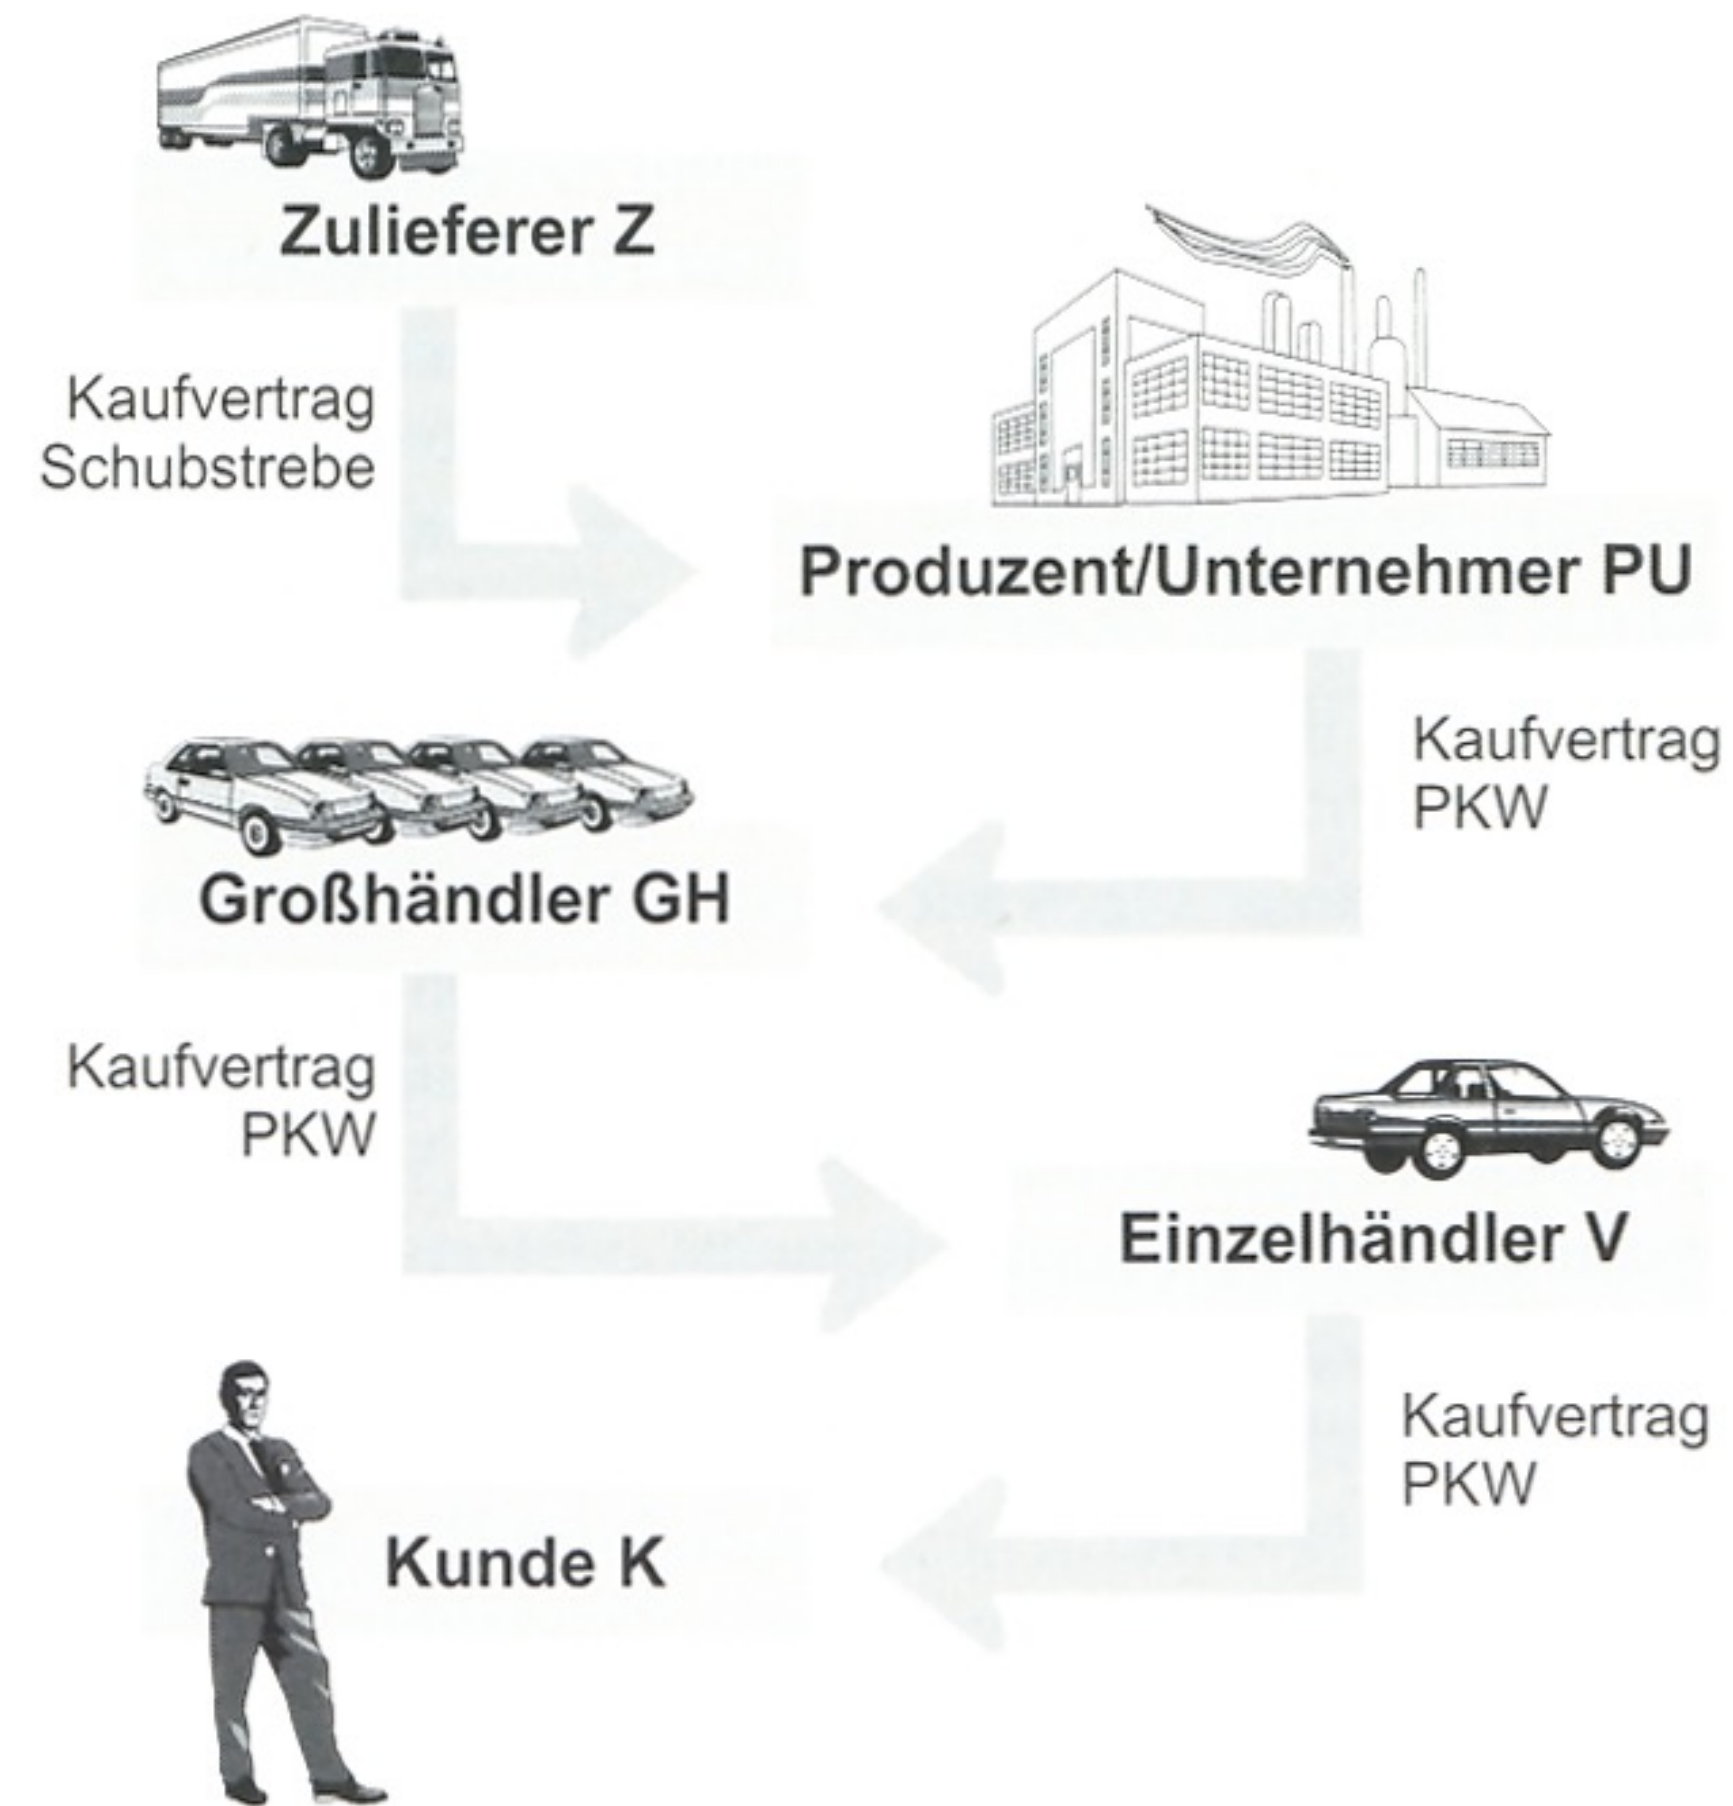 Zulieferer Z
Kaufvertrag
Schubstrebe
Produzent/Unternehmer PU
Kaufvertrag
PKW
Großhändler GH
Kaufvertrag
PKW
Einzelhändler V
Kaufvertrag
PKW
Kunde K